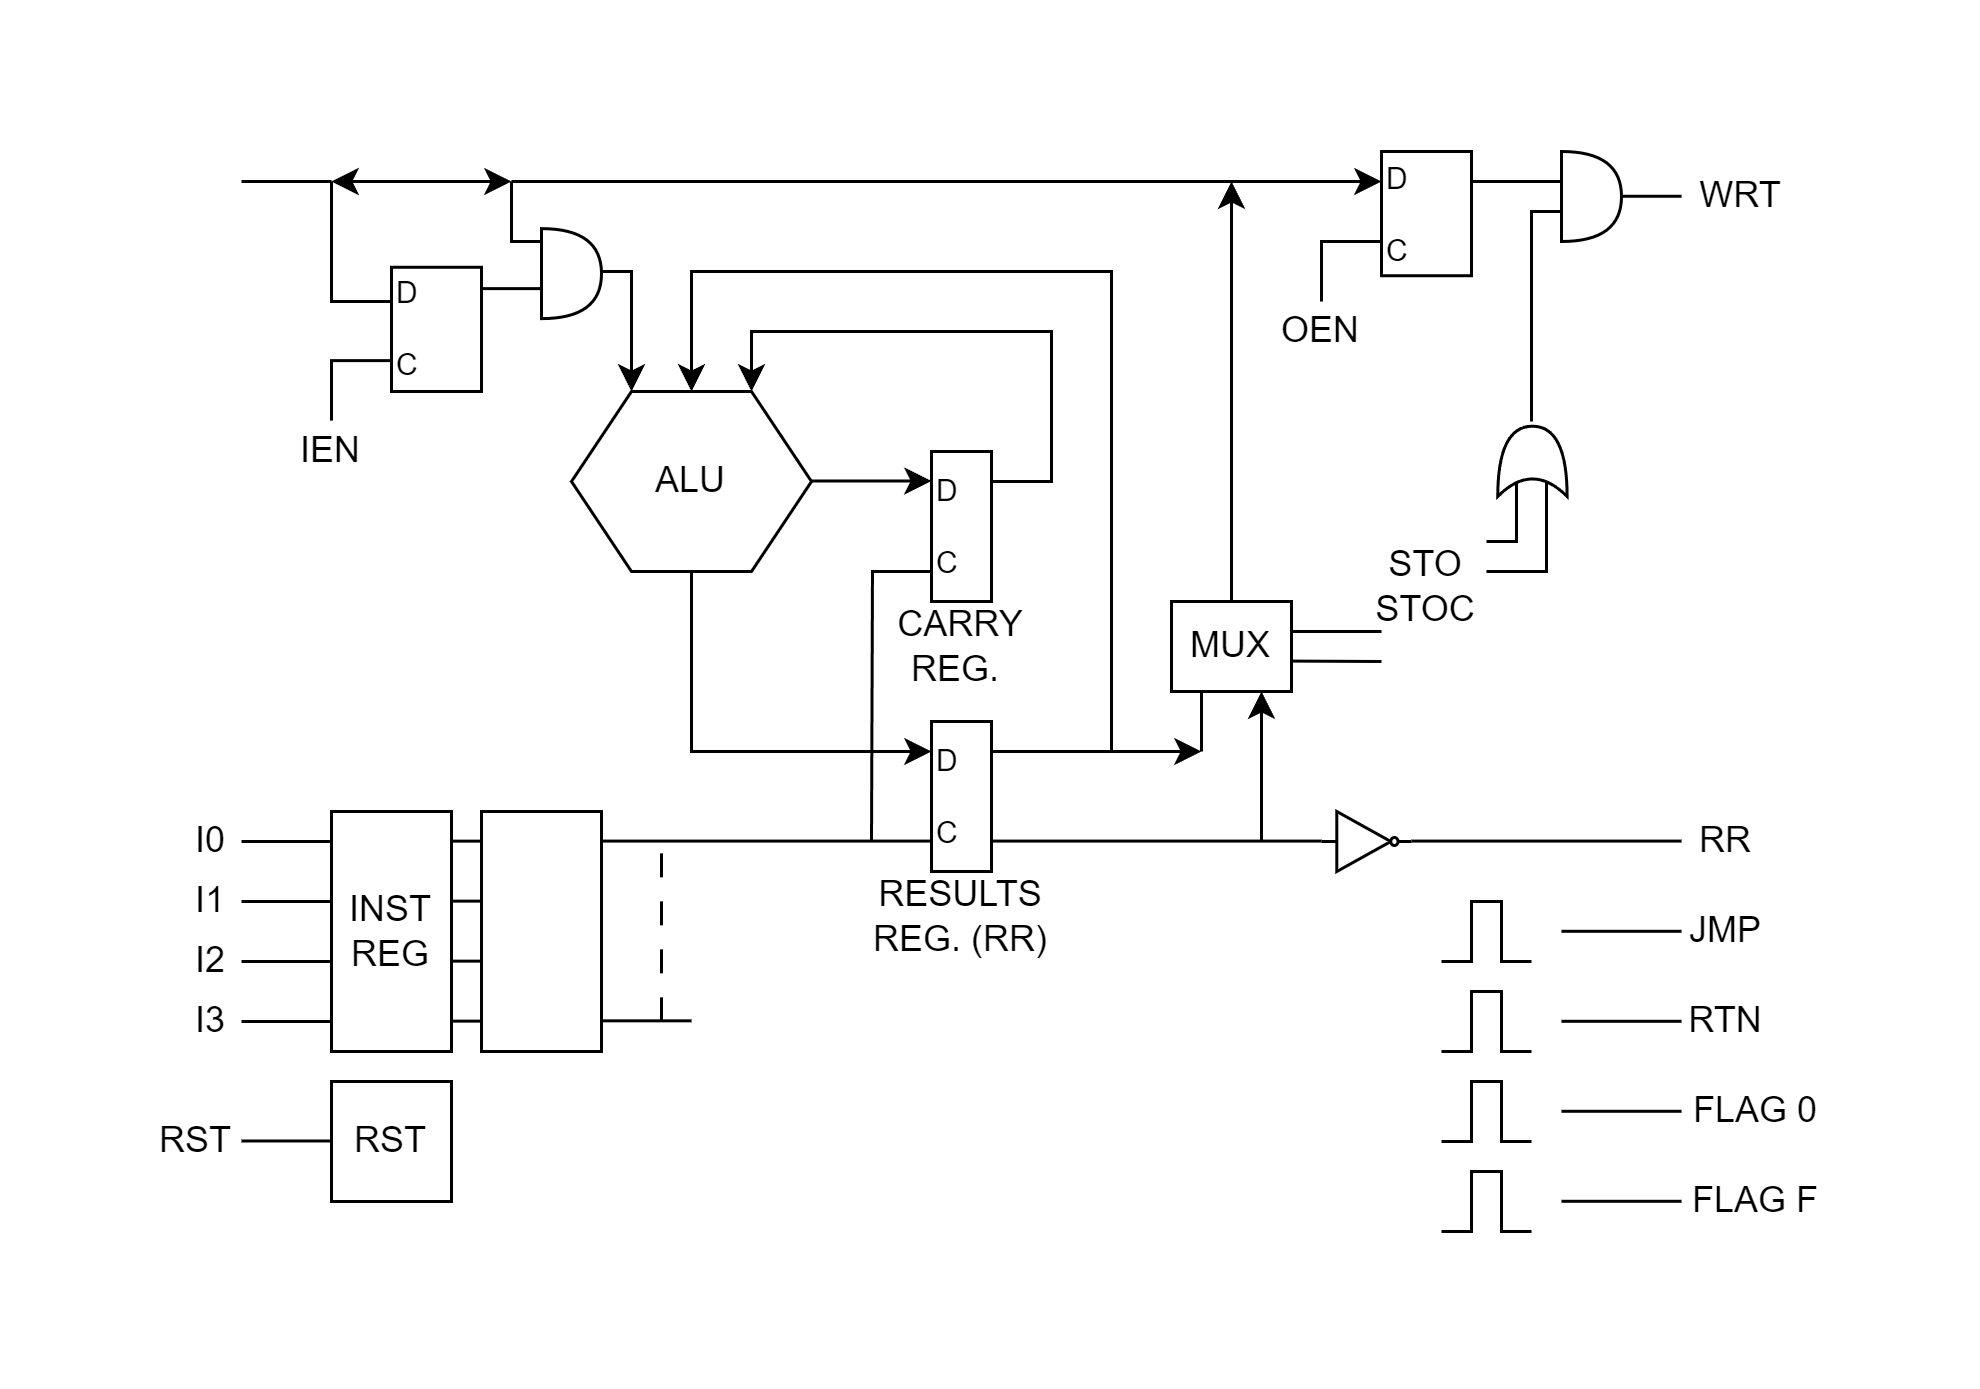 D
WRT
C
OEN
D
C
IEN
ALU
D
C
CARRY
REG.
STO
STOC
MUX
D
C
RESULTS
REG. (RR)
I0
I1
I2
I3
INST
REG
RR
JMP
RTN
FLAG 0
FLAG F
RST
RST